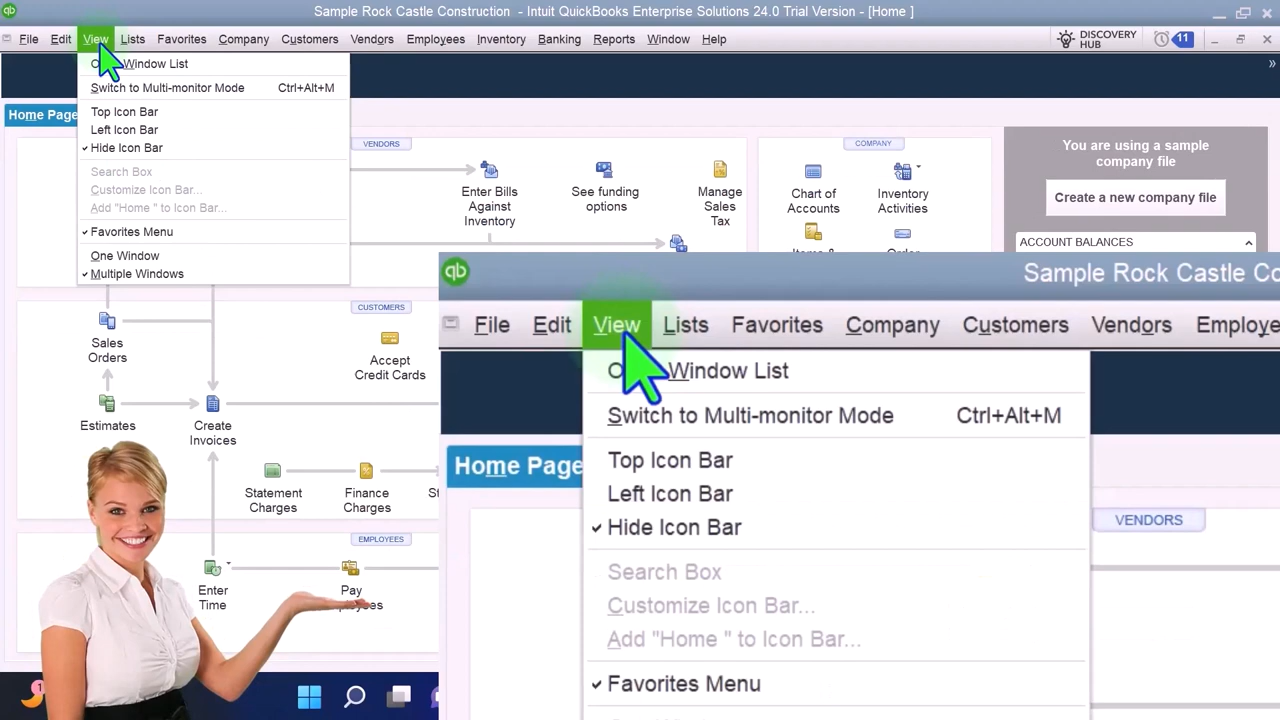 qb
Sample Rock Castle Construction - Intuit QuickBooks Enterprise Solutions 24.0 Trial Version - [Home ]
File Edit View Lists Favorites Company Customers Vendors Employees Inventory Banking Reports Window Help
DISCOVERY
HUB
11
Window List
Switch to Multi-monitor Mode Ctrl+Alt+M
Top Icon Bar
Left Icon Bar
Hide Icon Bar
Search Box
Customize Icon Bar...
Add "Home " to Icon Bar...
Favorites Menu
One Window
Multiple Windows
Home Page
VENDORS
Enter Bills
Against
Inventory
See funding
options
Manage
Sales
Tax
COMPANY
Chart of
Accounts
Inventory
Activities
You are using a sample
company file
Create a new company file
ACCOUNT BALANCES
CUSTOMERS
Sales
Orders
Accept
Credit Cards
Estimates
Create
Invoices
Statement
Charges
Finance
Charges
EMPLOYEES
Enter
Time
Pay
1
qb
Sample Rock Castle Co
File Edit View Lists Favorites Company Customers Vendors Employe
Window List
Switch to Multi-monitor Mode Ctrl+Alt+M
Top Icon Bar
Left Icon Bar
Hide Icon Bar
Search Box
Customize Icon Bar...
Add "Home " to Icon Bar...
Favorites Menu
Home Page
VENDORS